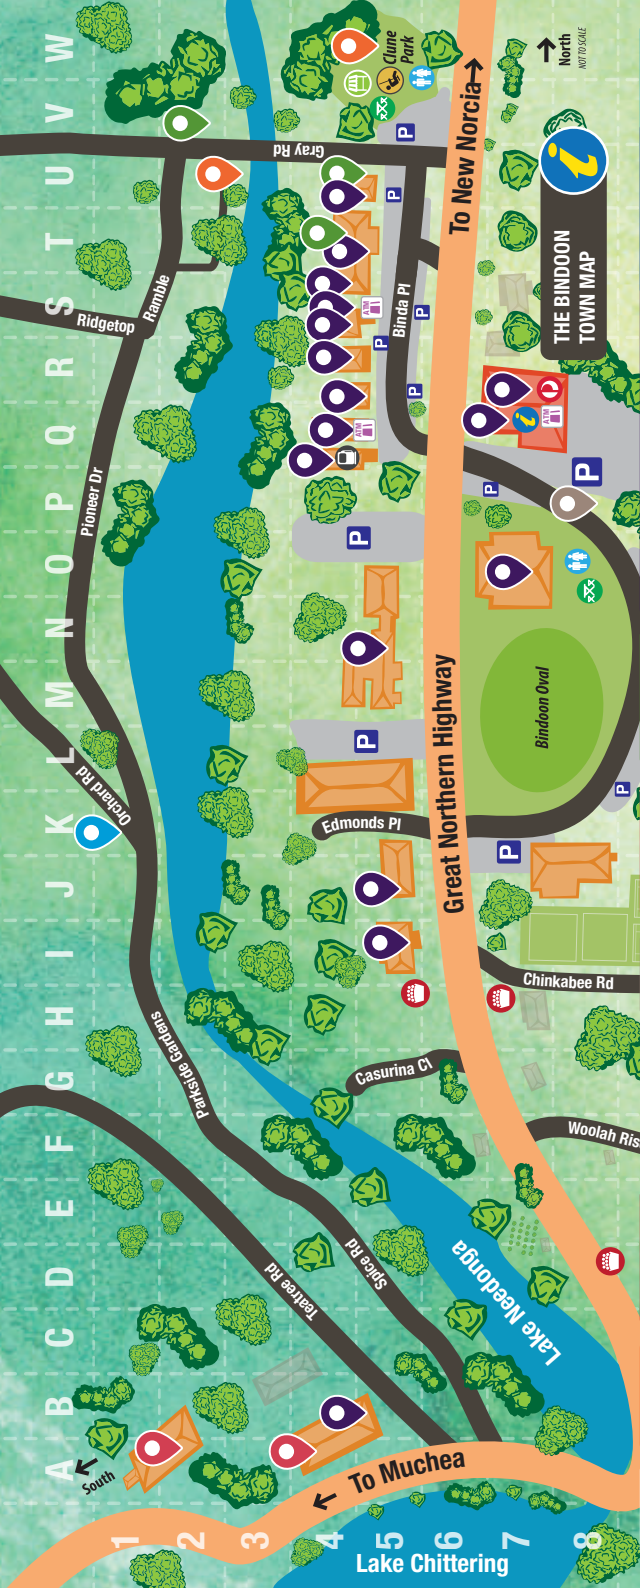 W
V
U
T
S
R
Q
P
O
N
M
L
K
J
I
H
G
F
E
D
C
B
A
1
2
3
4
5
6
7
8
Clune
Park
North
NOT TO SCALE
To New Norcia
Gray Rd
P
P
i
THE BINDOON
TOWN MAP
Ridgetop
Ramble
Binda Pl
ATM
P
P
P
ATM
i
ATM
P
P
P
Pioneer Dr
Bindoon Oval
P
P
Orchard Rd
Edmonds Pl
Great Northern Highway
P
Chinkabee Rd
Parkside Gardens
Casurina Cl
Woolah Ris
Teatree Rd
Spice Rd
Lake Needonga
South
To Muchea
Lake Chittering